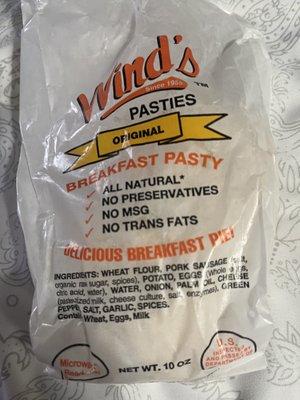 Wind's
Since 1955 TM
PASTIES
ORIGINAL
BREAKFAST PASTY
ALL NATURAL*
NO PRESERVATIVES
NO MSG
NO TRANS FATS
DELICIOUS BREAKFAST PIE!
INGREDIENTS: WHEAT FLOUR, PORK SAUSAGE (salt,
organic raw sugar, spices), POTATO, EGGS (whole eggs,
citric acid, water), WATER, ONION, PALM OIL, CHEESE
(pasteurized milk, cheese culture, salt, enzymes), GREEN
PEPPER, SALT, GARLIC, SPICES.
Contains Wheat, Eggs, Milk
Microwave
NET WT. 10 OZ
U.S.
INSPECTED
AND PASSED BY
DEPARTMENT OF